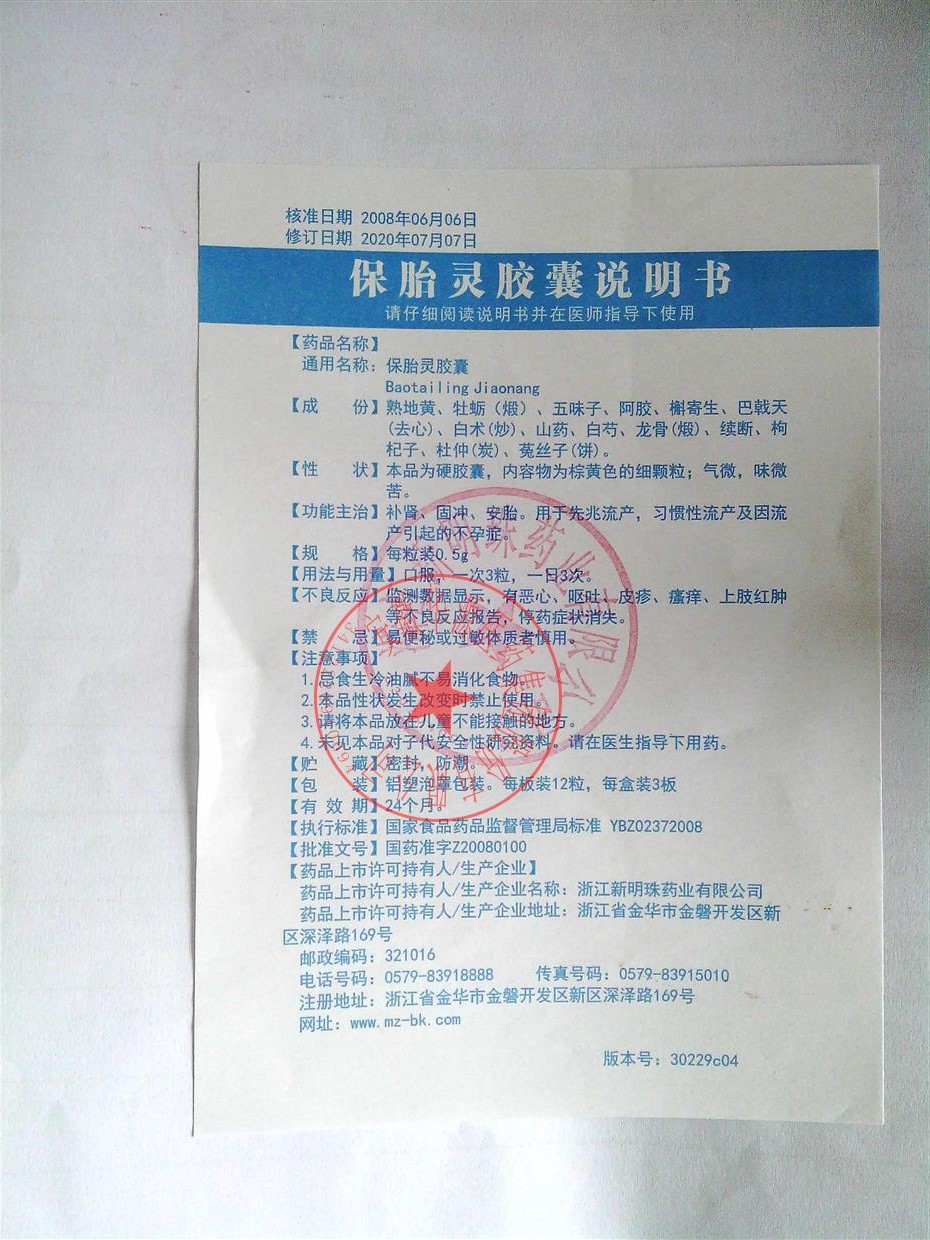 核准日期 2008年06月06日
修订日期 2020年07月07日
保胎灵胶囊说明书
请仔细阅读说明书并在医师指导下使用
【药品名称】
通用名称：保胎灵胶囊
Baotailing Jiaonang
【成 份】熟地黄、牡蛎（煅）、五味子、阿胶、槲寄生、巴戟天
(去心)、白术(炒)、山药、白芍、龙骨(煅)、续断、枸
杞子、杜仲(炭)、菟丝子(饼)。
【性 状】本品为硬胶囊，内容物为棕黄色的细颗粒；气微，味微
苦。
【功能主治】补肾、固冲、安胎。用于先兆流产，习惯性流产及因流
产引起的不孕症。
【规 格】每粒装0.5g
【用法与用量】口服，一次3粒，一日3次。
【不良反应】监测数据显示，有恶心、呕吐、皮疹、瘙痒、上肢红肿
等不良反应报告，停药症状消失。
【禁 忌】易便秘或过敏体质者慎用。
【注意事项】
1.忌食生冷油腻不易消化食物。
2.本品性状发生改变时禁止使用。
3.请将本品放在儿童不能接触的地方。
4.未见本品对子代安全性研究资料。请在医生指导下用药。
【贮 藏】密封，防潮。
【包 装】铝塑泡罩包装。每板装12粒，每盒装3板
【有 效 期】24个月。
【执行标准】国家食品药品监督管理局标准 YBZ02372008
【批准文号】国药准字Z20080100
【药品上市许可持有人/生产企业】
药品上市许可持有人/生产企业名称：浙江新明珠药业有限公司
药品上市许可持有人/生产企业地址：浙江省金华市金磐开发区新
区深泽路169号
邮政编码：321016
电话号码：0579-83918888 传真号码：0579-83915010
注册地址：浙江省金华市金磐开发区新区深泽路169号
网址：www.mz-bk.com
版本号：30229c04
明珠药业有限公